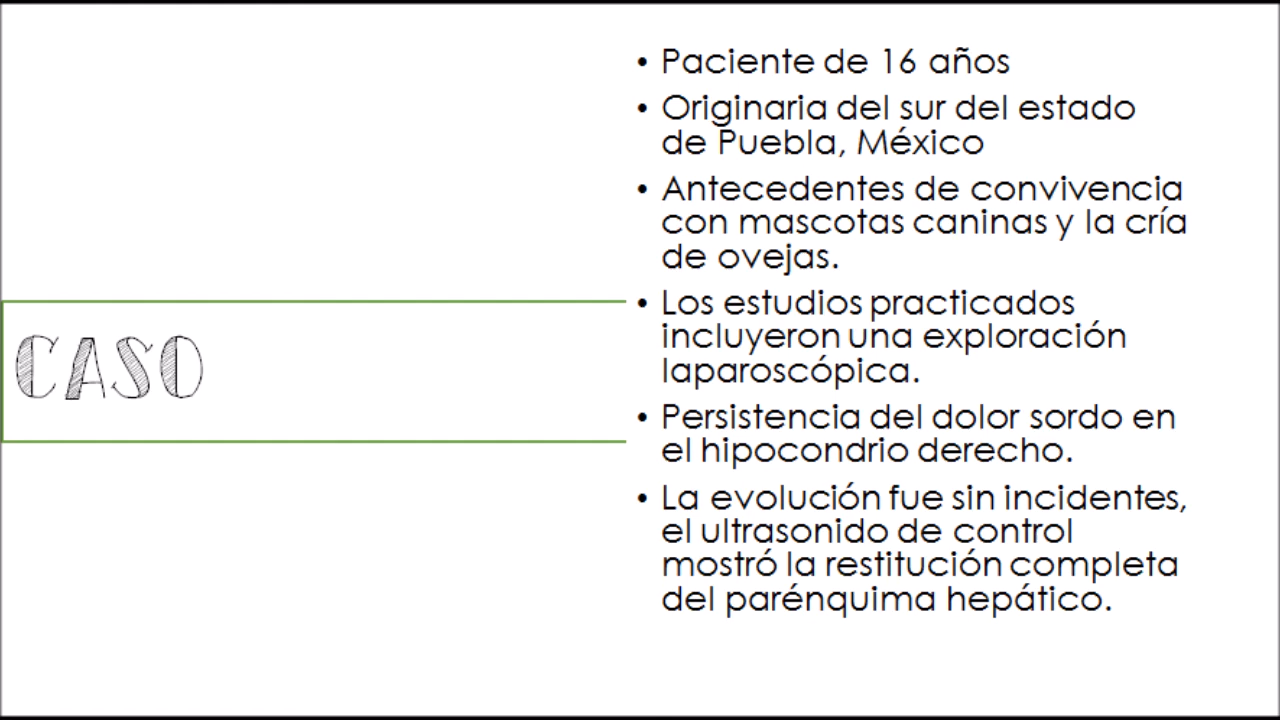 CASO
• Paciente de 16 años
• Originaria del sur del estado
de Puebla, México
• Antecedentes de convivencia
con mascotas caninas y la cría
de ovejas.
• Los estudios practicados
incluyeron una exploración
laparoscópica.
• Persistencia del dolor sordo en
el hipocondrio derecho.
• La evolución fue sin incidentes,
el ultrasonido de control
mostró la restitución completa
del parénquima hepático.